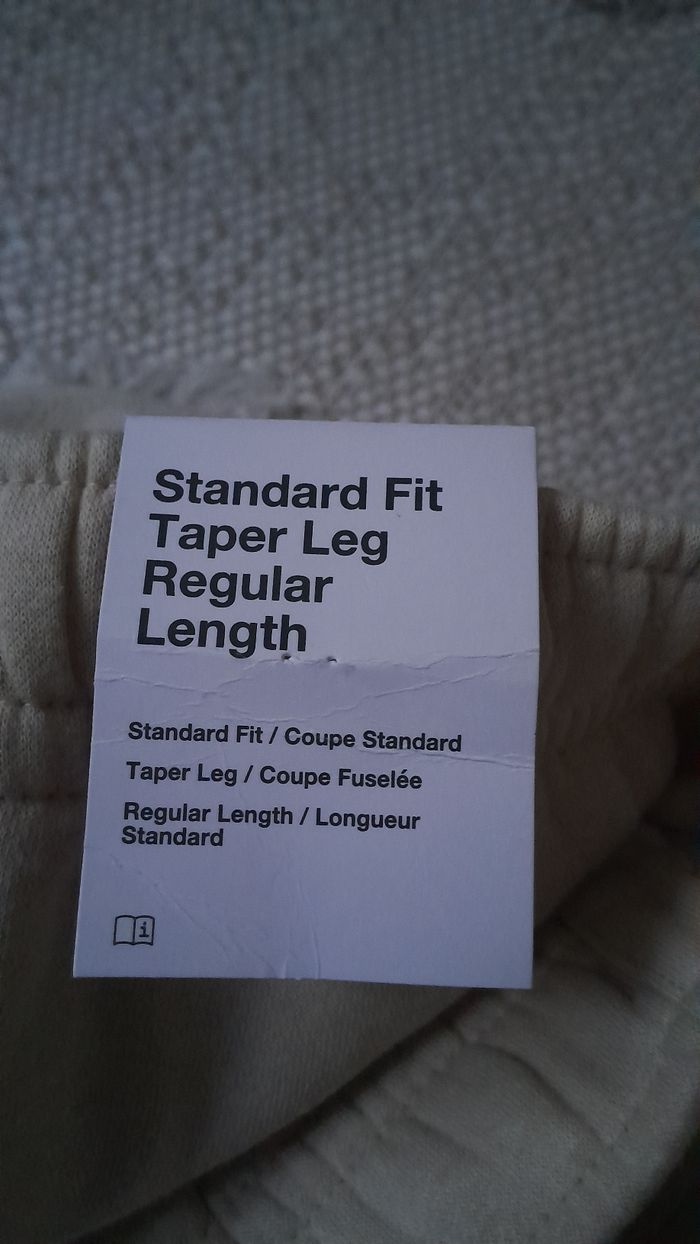 Standard Fit
Taper Leg
Regular
Length
Standard Fit / Coupe Standard
Taper Leg / Coupe Fuselée
Regular Length / Longueur
Standard
i